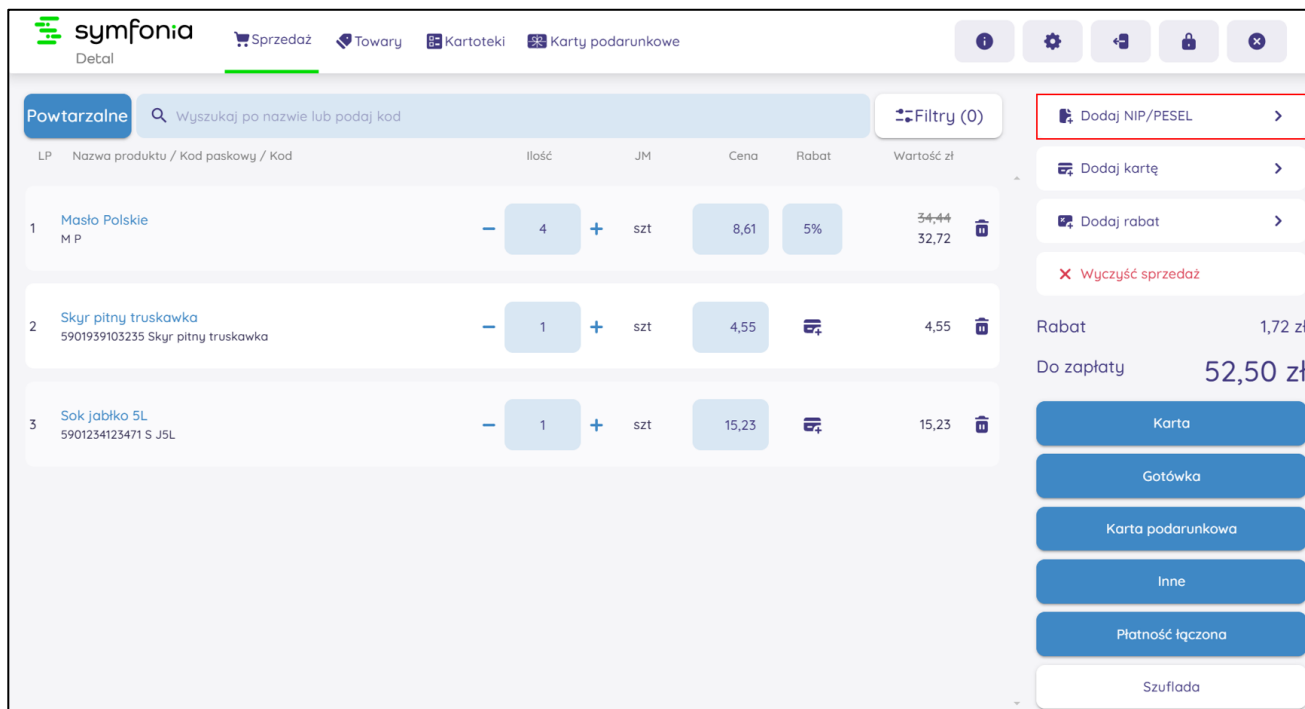 symfonia
Detal
Sprzedaż
Towary
Kartoteki
Karty podarunkowe
Powtarzalne
Wyszukaj po nazwie lub podaj kod
Filtry (0)
LP Nazwa produktu / Kod paskowy / Kod Ilość JM Cena Rabat Wartość zł
1 Masło Polskie
M P
− 4 + szt 8,61 5% 34,44
32,72
2 Skyr pitny truskawka
5901939103235 Skyr pitny truskawka
− 1 + szt 4,55 4,55
3 Sok jabłko 5L
5901234123471 S J5L
− 1 + szt 15,23 15,23
Dodaj NIP/PESEL
Dodaj kartę
Dodaj rabat
Wyczyść sprzedaż
Rabat 1,72 zł
Do zapłaty 52,50 zł
Karta
Gotówka
Karta podarunkowa
Inne
Płatność łączona
Szuflada